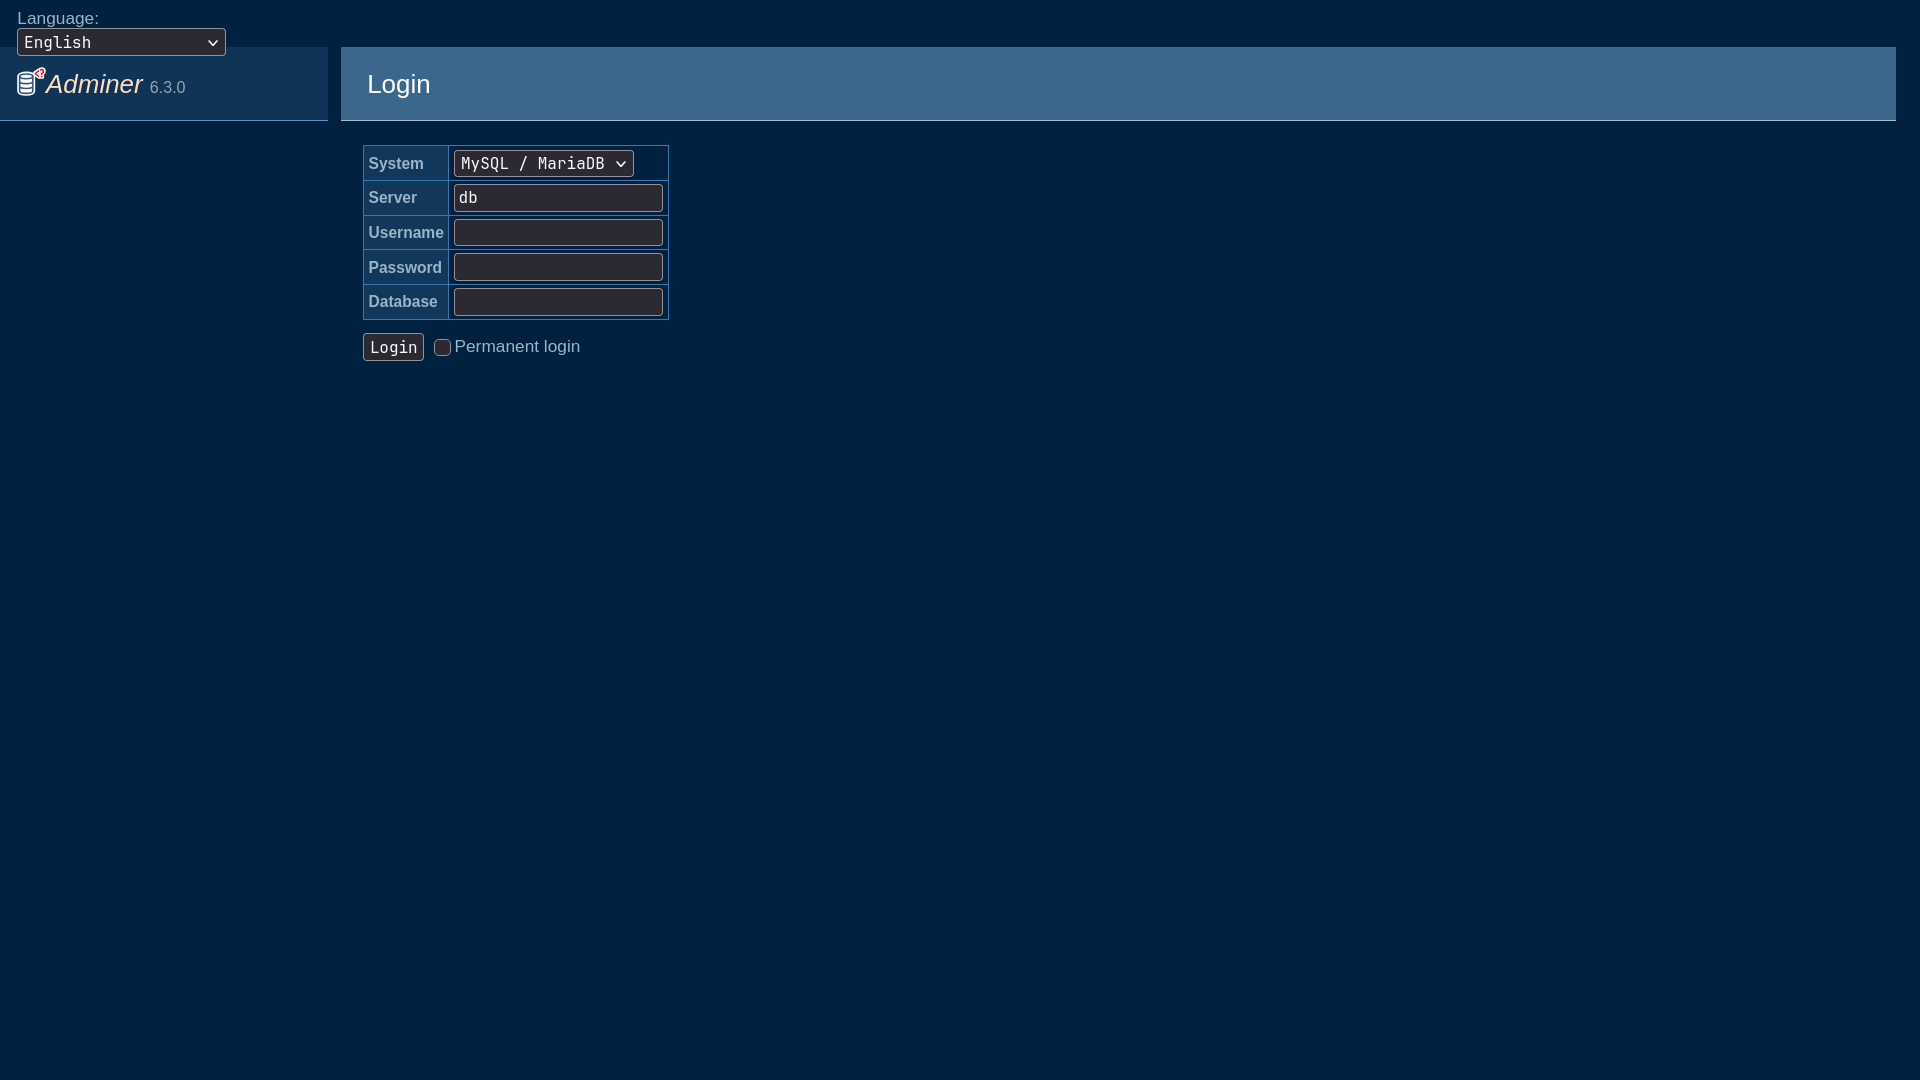 Language:
English
Adminer 6.3.0
Login
System MySQL / MariaDB
Server db
Username
Password
Database
Login Permanent login